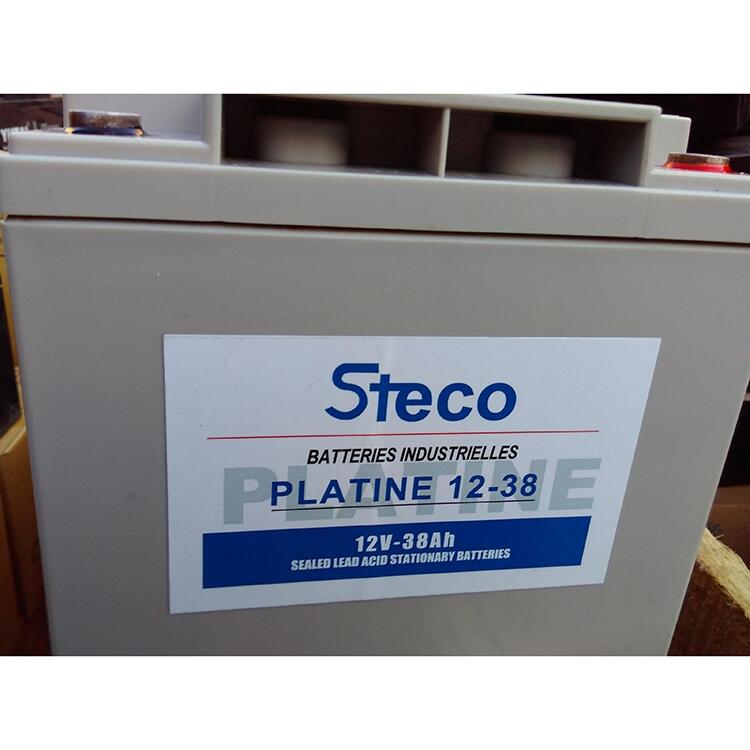 Steco
BATTERIES INDUSTRIELLES
PLATINE
PLATINE 12-38
12V-38Ah
SEALED LEAD ACID STATIONARY BATTERIES